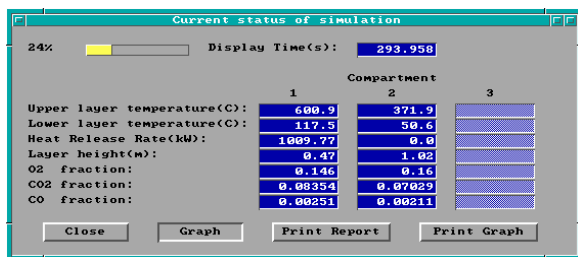 Current status of simulation
24% Display Time(s): 293.958
Compartment
1 2 3
Upper layer temperature(C): 600.9 371.9
Lower layer temperature(C): 117.5 50.6
Heat Release Rate(kW): 1009.77 0.0
Layer height(m): 0.47 1.02
O2 fraction: 0.146 0.16
CO2 fraction: 0.08354 0.07029
CO fraction: 0.00251 0.00211
Close Graph Print Report Print Graph